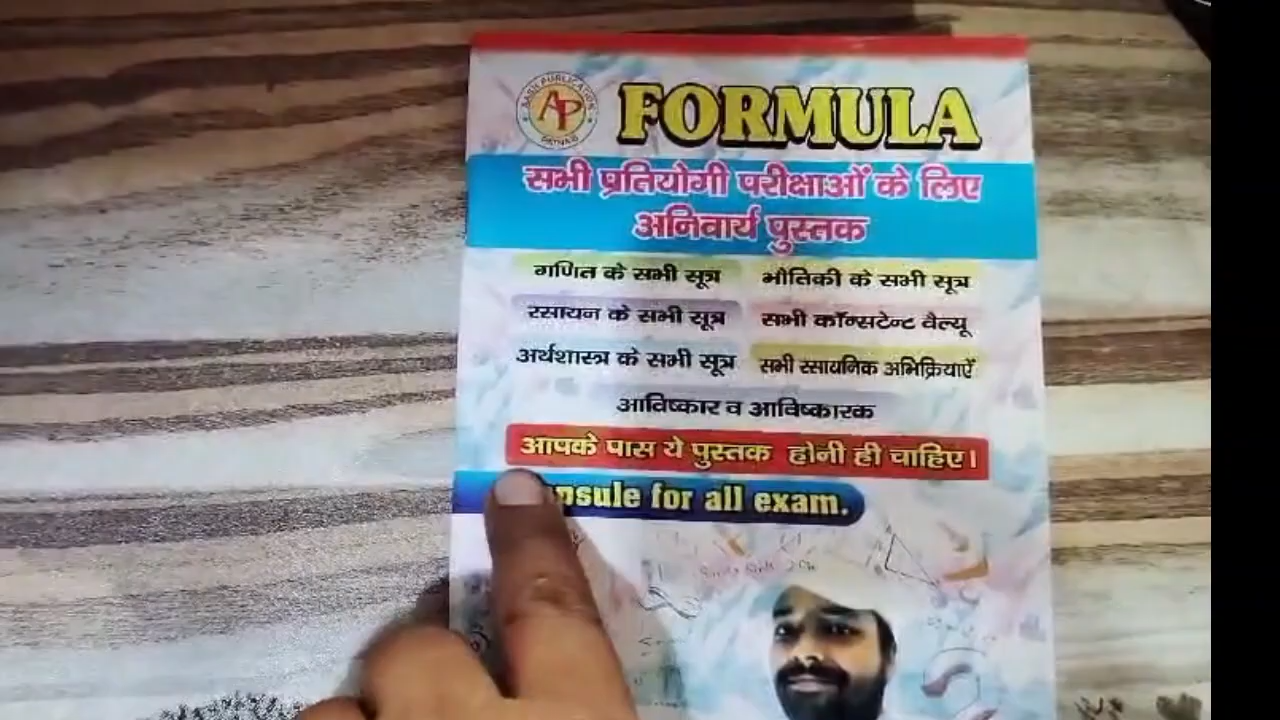 FORMULA
सभी प्रतियोगी परीक्षाओं के लिए
अनिवार्य पुस्तक
गणित के सभी सूत्र
भौतिकी के सभी सूत्र
रसायन के सभी सूत्र
सभी कॉन्सटेन्ट वैल्यू
अर्थशास्त्र के सभी सूत्र
सभी रसायनिक अभिक्रियाएँ
आविष्कार व आविष्कारक
आपके पास ये पुस्तक होनी ही चाहिए।
for all exam.